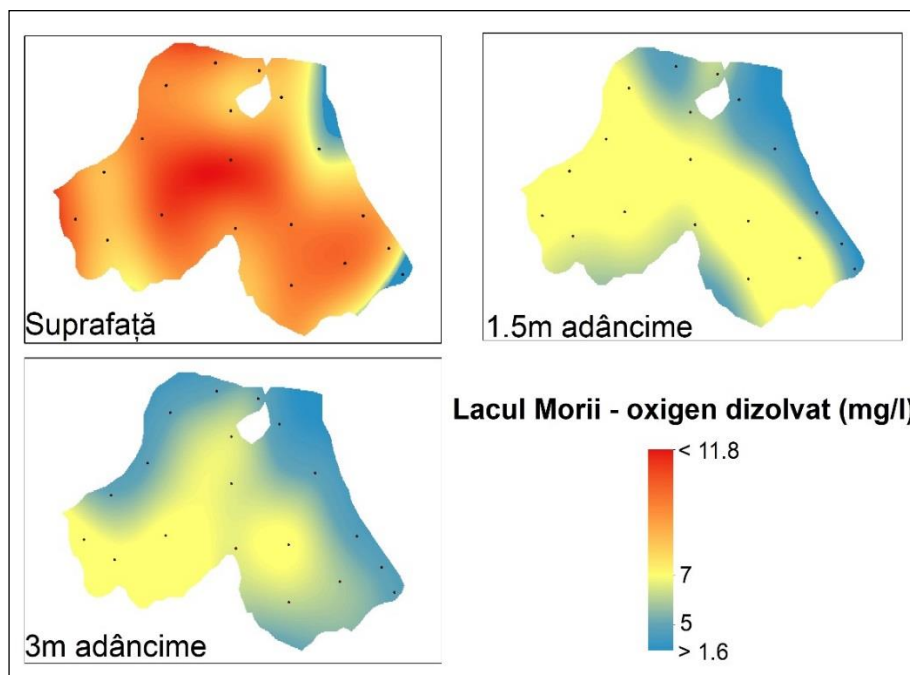 Suprafață
1.5m adâncime
3m adâncime
Lacul Morii - oxigen dizolvat (mg/l)
< 11.8
7
5
> 1.6